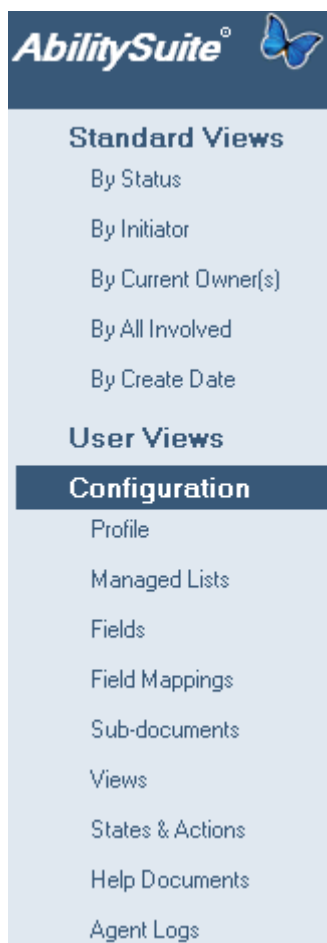 AbilitySuite°
Standard Views
By Status
By Initiator
By Current Owner(s)
By All Involved
By Create Date
User Views
Configuration
Profile
Managed Lists
Fields
Field Mappings
Sub-documents
Views
States & Actions
Help Documents
Agent Logs